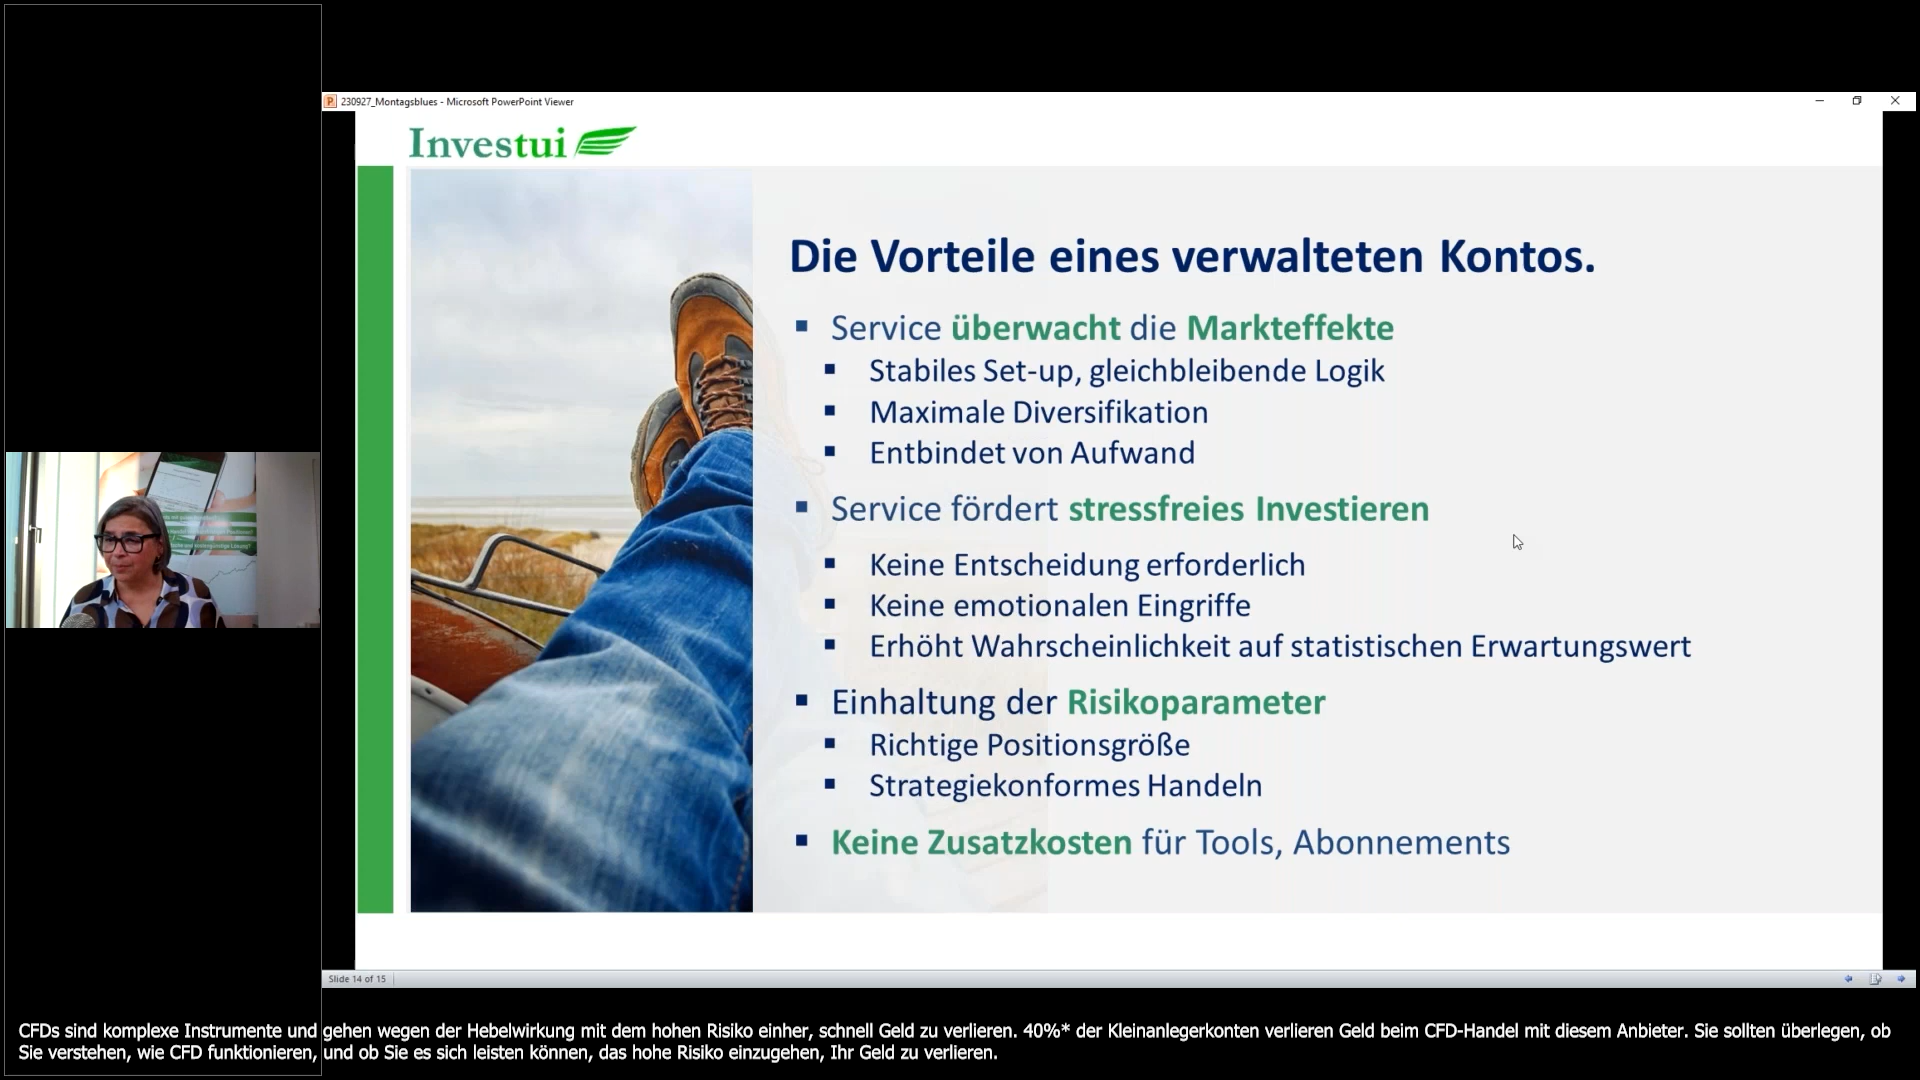 230927_Montagsblues - Microsoft PowerPoint Viewer
Investui
Die Vorteile eines verwalteten Kontos.
Service überwacht die Markteffekte
Stabiles Set-up, gleichbleibende Logik
Maximale Diversifikation
Entbindet von Aufwand
Service fördert stressfreies Investieren
Keine Entscheidung erforderlich
Keine emotionalen Eingriffe
Erhöht Wahrscheinlichkeit auf statistischen Erwartungswert
Einhaltung der Risikoparameter
Richtige Positionsgröße
Strategiekonformes Handeln
Keine Zusatzkosten für Tools, Abonnements
Slide 14 of 15
CFDs sind komplexe Instrumente und gehen wegen der Hebelwirkung mit dem hohen Risiko einher, schnell Geld zu verlieren. 40%* der Kleinanlegerkonten verlieren Geld beim CFD-Handel mit diesem Anbieter. Sie sollten überlegen, ob
Sie verstehen, wie CFD funktionieren, und ob Sie es sich leisten können, das hohe Risiko einzugehen, Ihr Geld zu verlieren.